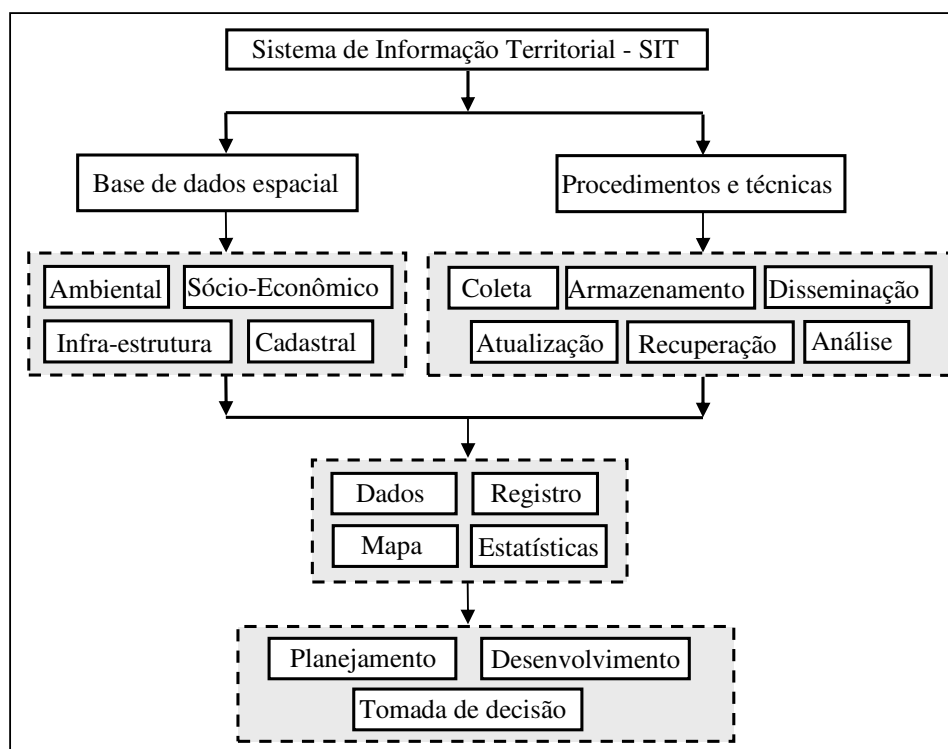 Sistema de Informação Territorial - SIT
Base de dados espacial
Procedimentos e técnicas
Ambiental
Sócio-Econômico
Infra-estrutura
Cadastral
Coleta
Armazenamento
Disseminação
Atualização
Recuperação
Análise
Dados
Registro
Mapa
Estatísticas
Planejamento
Desenvolvimento
Tomada de decisão